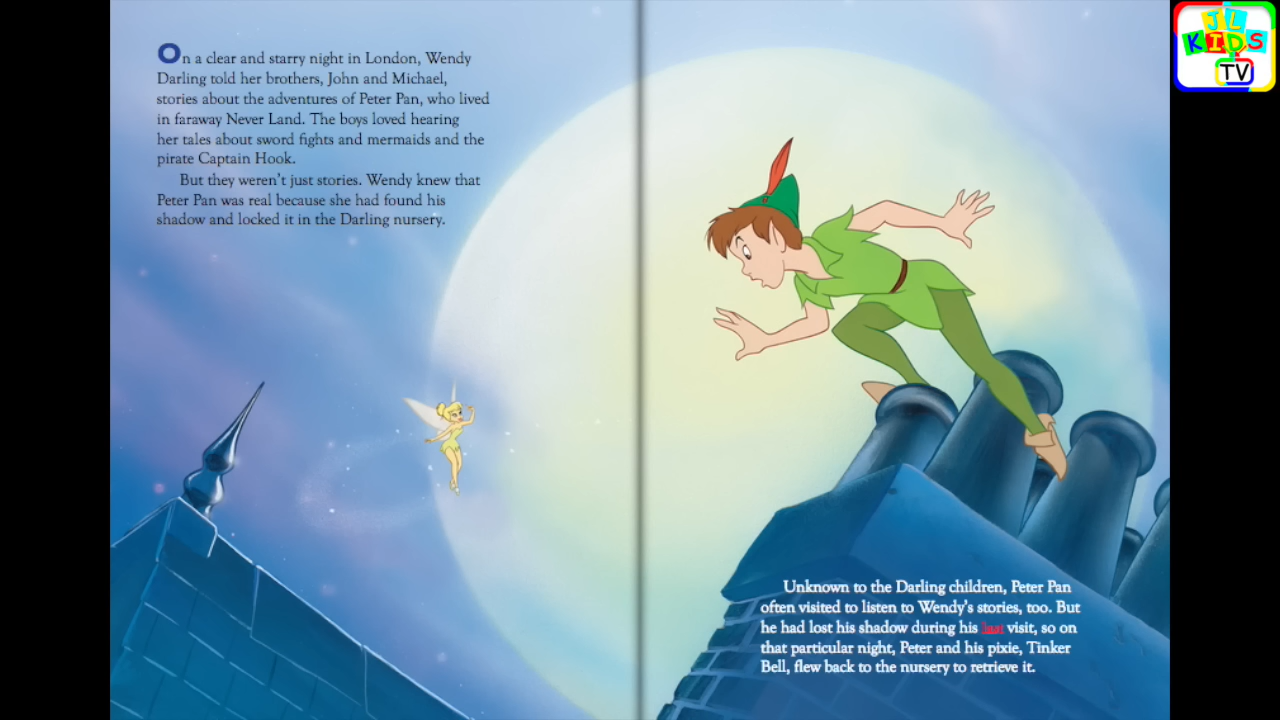 On a clear and starry night in London, Wendy
Darling told her brothers, John and Michael,
stories about the adventures of Peter Pan, who lived
in faraway Never Land. The boys loved hearing
her tales about sword fights and mermaids and the
pirate Captain Hook.
But they weren't just stories. Wendy knew that
Peter Pan was real because she had found his
shadow and locked it in the Darling nursery.
Unknown to the Darling children, Peter Pan
often visited to listen to Wendy's stories, too. But
he had lost his shadow during his last visit, so on
that particular night, Peter and his pixie, Tinker
Bell, flew back to the nursery to retrieve it.
JL
KIDS
TV